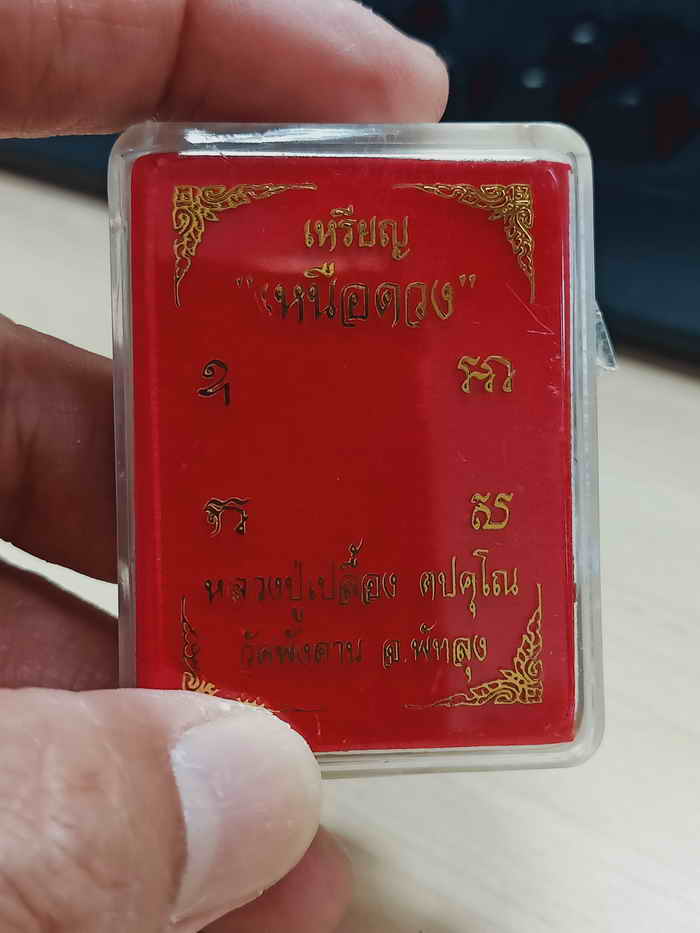 เหรียญ
"เหนือดวง"
หลวงปู่เปลื้อง ตปคุโณ
วัดพังดาน จ.พัทลุง